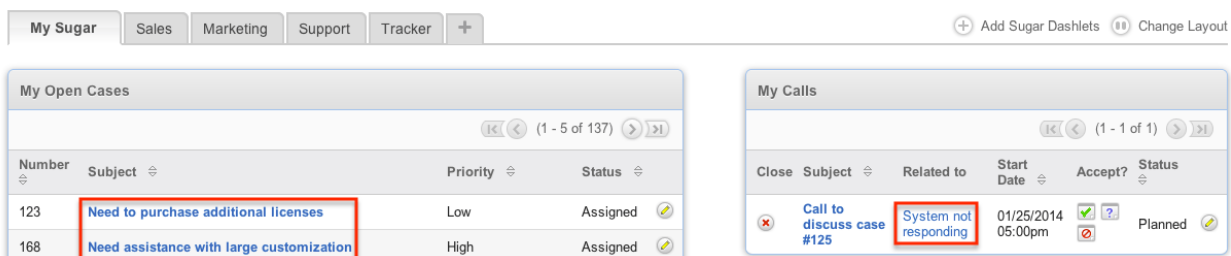 My Sugar Sales Marketing Support Tracker + Add Sugar Dashlets Change Layout
My Open Cases
(1 - 5 of 137)
Number Subject Priority Status
123 Need to purchase additional licenses Low Assigned
168 Need assistance with large customization High Assigned
My Calls
(1 - 1 of 1)
Close Subject Related to Start Date Accept? Status
Call to
discuss case
#125
System not
responding
01/25/2014
05:00pm
Planned